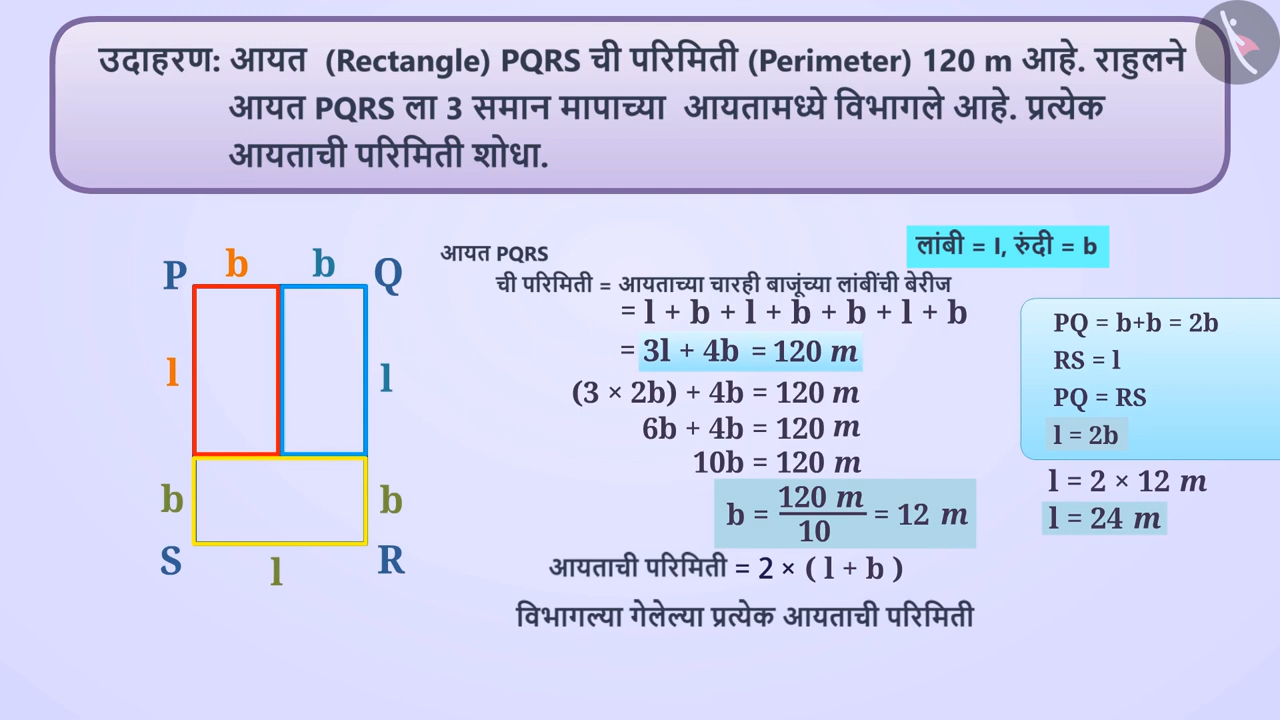 उदाहरण: आयत (Rectangle) PQRS ची परिमिती (Perimeter) 120 m आहे. राहुलने
आयत PQRS ला 3 समान मापाच्या आयतामध्ये विभागले आहे. प्रत्येक
आयताची परिमिती शोधा.
लांबी = l, रुंदी = b
P b b Q
l l
b b
S l R
आयत PQRS
ची परिमिती = आयताच्या चारही बाजूंच्या लांबींची बेरीज
= l + b + l + b + b + l + b
= 3l + 4b = 120 m
(3 × 2b) + 4b = 120 m
6b + 4b = 120 m
10b = 120 m
b = 120 m / 10 = 12 m
आयताची परिमिती = 2 × ( l + b )
विभागल्या गेलेल्या प्रत्येक आयताची परिमिती
PQ = b+b = 2b
RS = l
PQ = RS
l = 2b
l = 2 × 12 m
l = 24 m